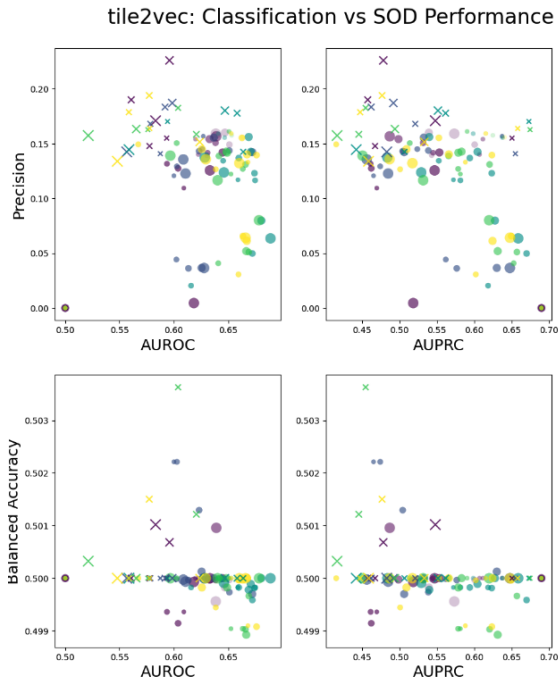 tile2vec: Classification vs SOD Performance
Precision
0.20
0.15
0.10
0.05
0.00
0.50 0.55 0.60 0.65
AUROC
0.45 0.50 0.55 0.60 0.65 0.70
AUPRC
Balanced Accuracy
0.503
0.502
0.501
0.500
0.499
0.50 0.55 0.60 0.65
AUROC
0.45 0.50 0.55 0.60 0.65 0.70
AUPRC